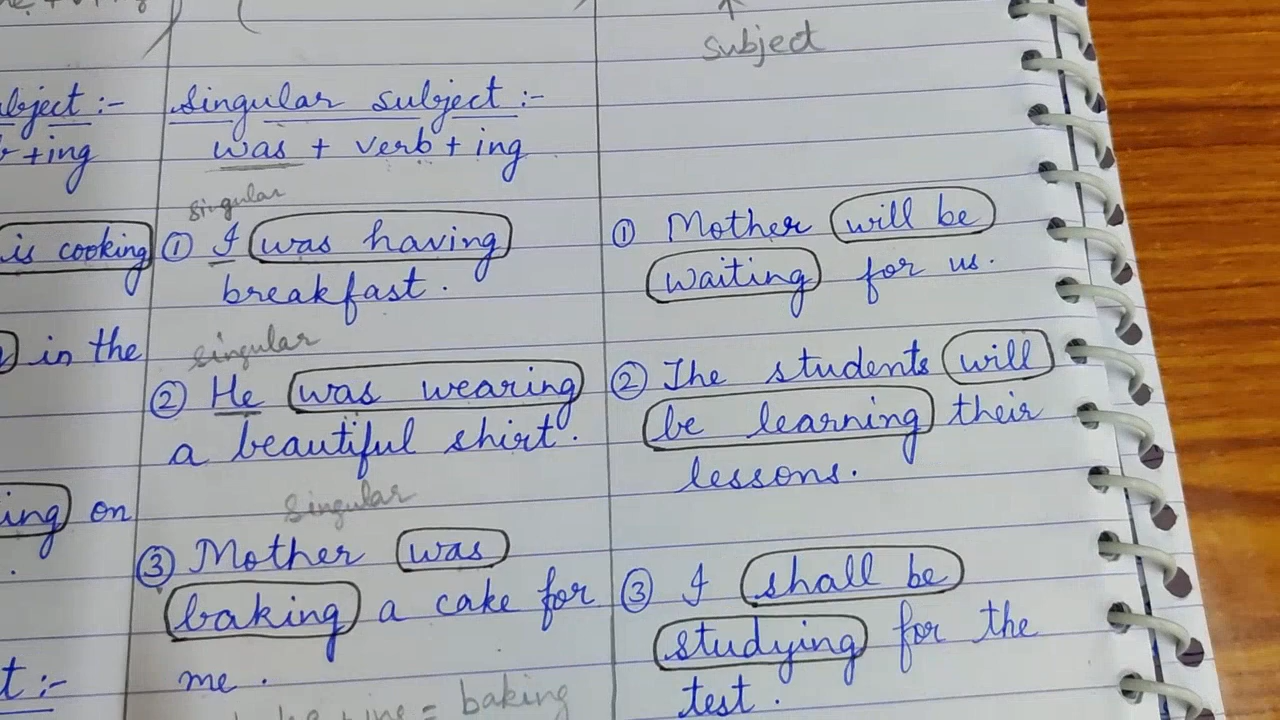 subject
singular subject :-
was + verb + ing
+ing
singular
is cooking
① I was having
breakfast.
in the
singular
② He was wearing
a beautiful shirt.
on
singular
③ Mother was
baking a cake for
me.
= baking
① Mother will be
waiting for us.
② The students will
be learning their
lessons.
③ I shall be
studying for the
test.